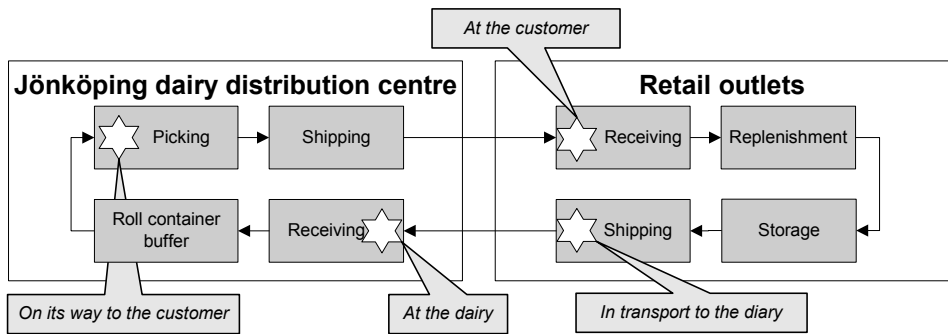 At the customer
Jönköping dairy distribution centre
Retail outlets
Picking
Shipping
Receiving
Replenishment
Roll container
buffer
Receiving
Shipping
Storage
On its way to the customer
At the dairy
In transport to the diary